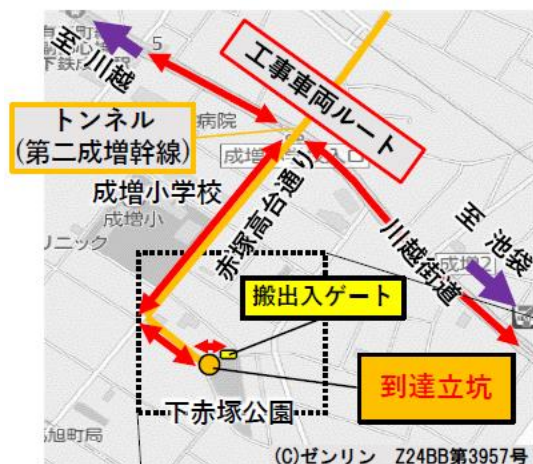 至 川越
5
工事車両ルート
トンネル
(第二成増幹線)
病院
成増小学校
成増小
リニック
赤塚高台通り
川越街道
至 池袋
成増2
搬出入ゲート
到達立坑
下赤塚公園
旭町局
(C)ゼンリン Z24BB第3957号